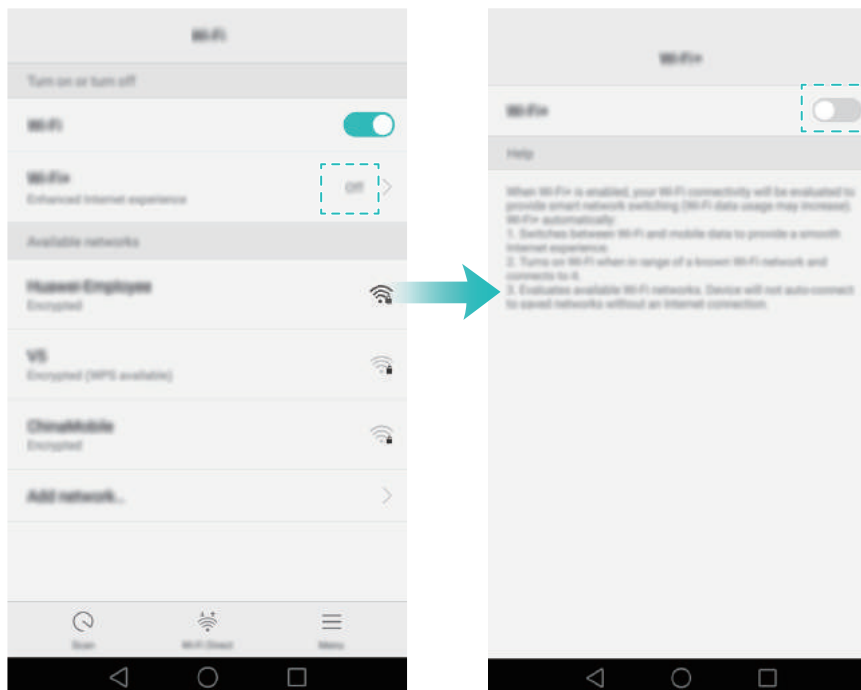 Wi-Fi
Turn on or turn off
Wi-Fi
Wi-Fi+
Off
Enhanced Internet experience
Available networks
Huawei-Employee
Encrypted
VS
Encrypted (WPS available)
ChinaMobile
Encrypted
Add network...
Scan
Wi-Fi Direct
Menu
Wi-Fi+
Wi-Fi+
Help
When Wi-Fi+ is enabled, your Wi-Fi connectivity will be evaluated to
provide smart network switching (Wi-Fi data usage may increase).
Wi-Fi+ automatically:
1. Switches between Wi-Fi and mobile data to provide a smooth
Internet experience.
2. Turns on Wi-Fi when in range of a known Wi-Fi network and
connects to it.
3. Evaluates available Wi-Fi networks. Device will not auto-connect
to saved networks without an Internet connection.